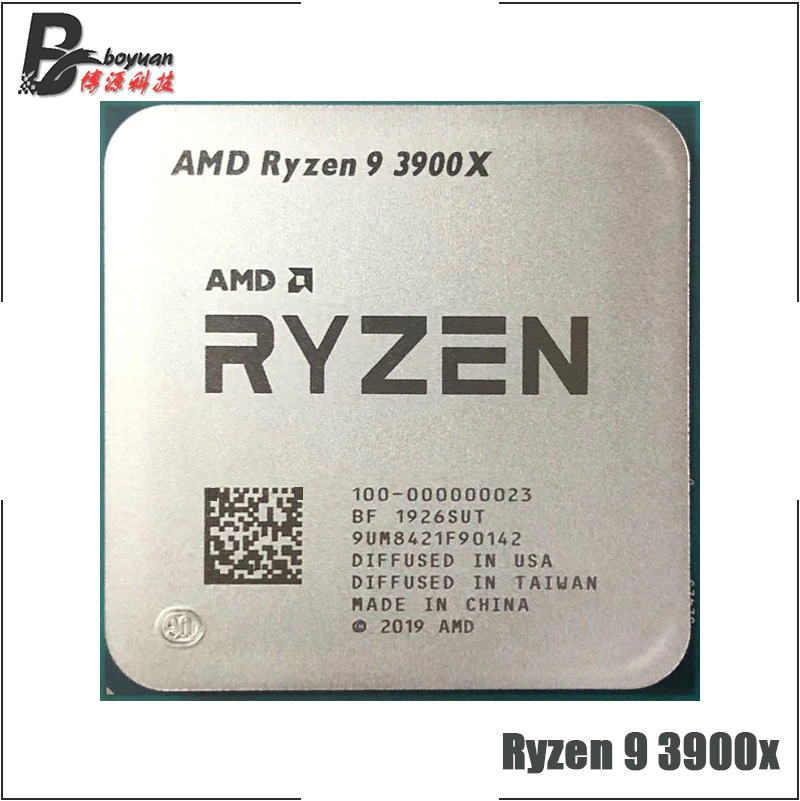 boyuan
博源科技
AMD Ryzen 9 3900X
AMD
RYZEN
100-000000023
BF 1926SUT
9UM8421F90142
DIFFUSED IN USA
DIFFUSED IN TAIWAN
MADE IN CHINA
© 2019 AMD
Ryzen 9 3900x